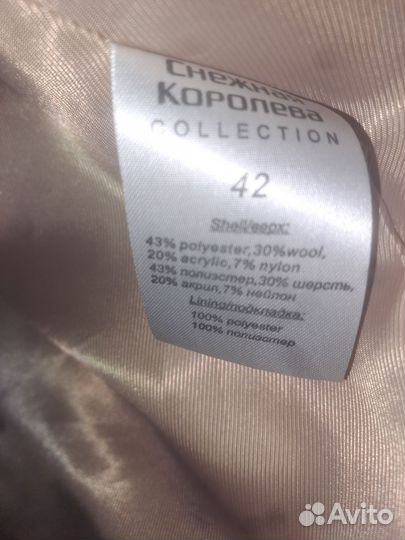 Снежная
Королева
COLLECTION
42
Shell/верх:
43% polyester,30%wool,
20% acrylic,7% nylon
43% полиэстер,30% шерсть,
20% акрил,7% нейлон
Lining/подкладка:
100% polyester
100% полиэстер
Avito